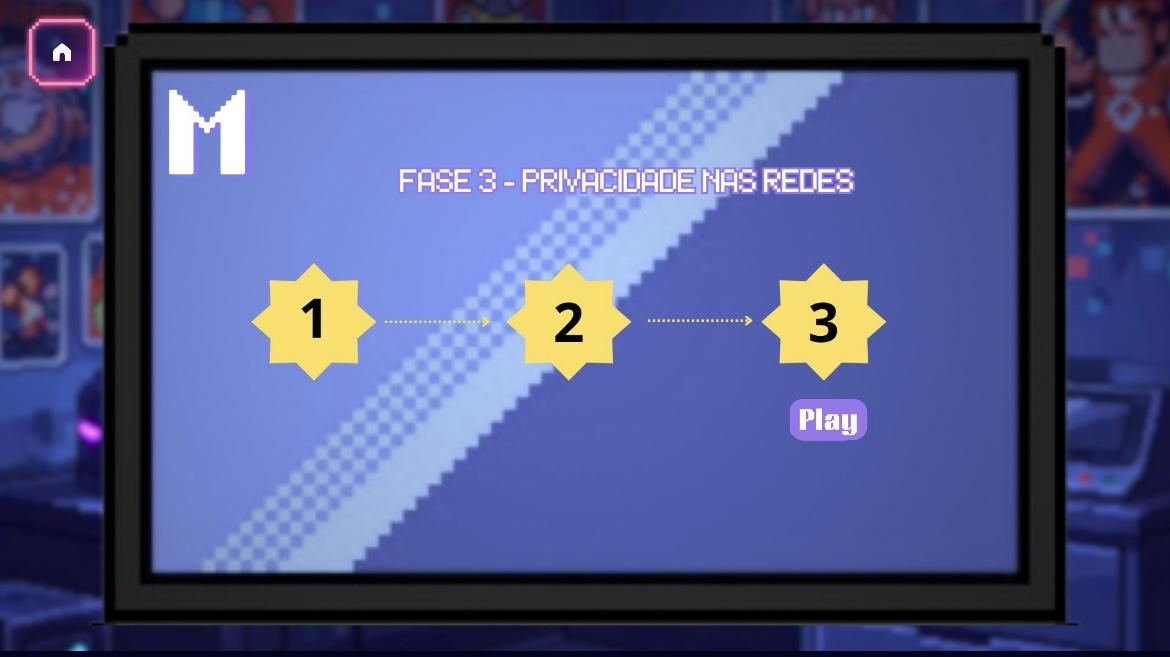 M
FASE 3 - PRIVACIDADE NAS REDES
1 2 3
Play